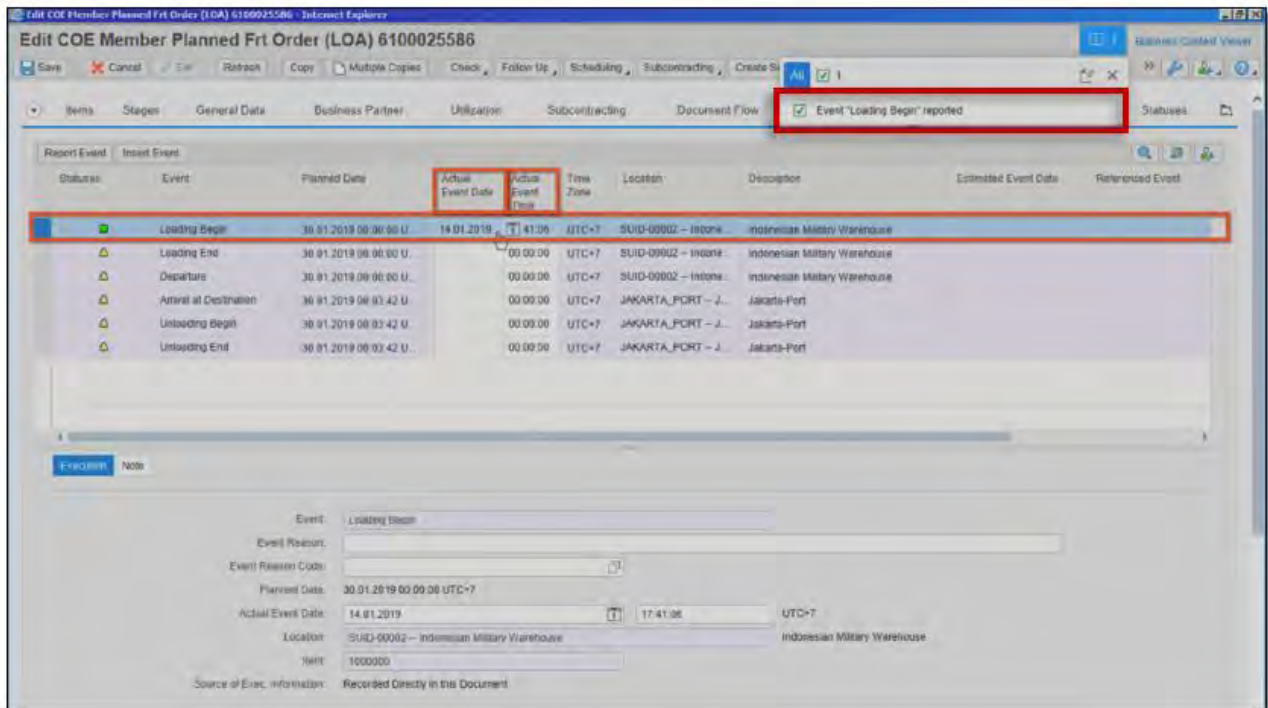 Edit COE Member Planned Frt Order (LOA) 6100025586 - Internet Explorer
Edit COE Member Planned Frt Order (LOA) 6100025586
Business Context Viewer
Save Cancel Edit Refresh Copy Multiple Copies Check Follow Up Scheduling Subcontracting
All 1
Items Stages General Data Business Partner Utilization Subcontracting Document Flow Event "Loading Begin" reported Statuses
Report Event Insert Event
Statuses Event Planned Date Actual Event Date Actual Event Time Time Zone Location Description Estimated Event Date Referenced Event
Loading Begin 30.01.2019 00:00:00 U... 14.01.2019 41:06 UTC+7 SUID-00002 – Indone... Indonesian Military Warehouse
Loading End 30.01.2019 00:00:00 U... 00:00:00 UTC+7 SUID-00002 – Indone... Indonesian Military Warehouse
Departure 30.01.2019 00:00:00 U... 00:00:00 UTC+7 SUID-00002 – Indone... Indonesian Military Warehouse
Arrival at Destination 30.01.2019 00:03:42 U... 00:00:00 UTC+7 JAKARTA_PORT – J... Jakarta-Port
Unloading Begin 30.01.2019 00:03:42 U... 00:00:00 UTC+7 JAKARTA_PORT – J... Jakarta-Port
Unloading End 30.01.2019 00:03:42 U... 00:00:00 UTC+7 JAKARTA_PORT – J... Jakarta-Port
Execution Note
Event: Loading Begin
Event Reason:
Event Reason Code:
Planned Date: 30.01.2019 00:00:00 UTC+7
Actual Event Date: 14.01.2019 17:41:06 UTC+7
Location: SUID-00002 – Indonesian Military Warehouse Indonesian Military Warehouse
Item: 1000000
Source of Exec. Information: Recorded Directly in this Document